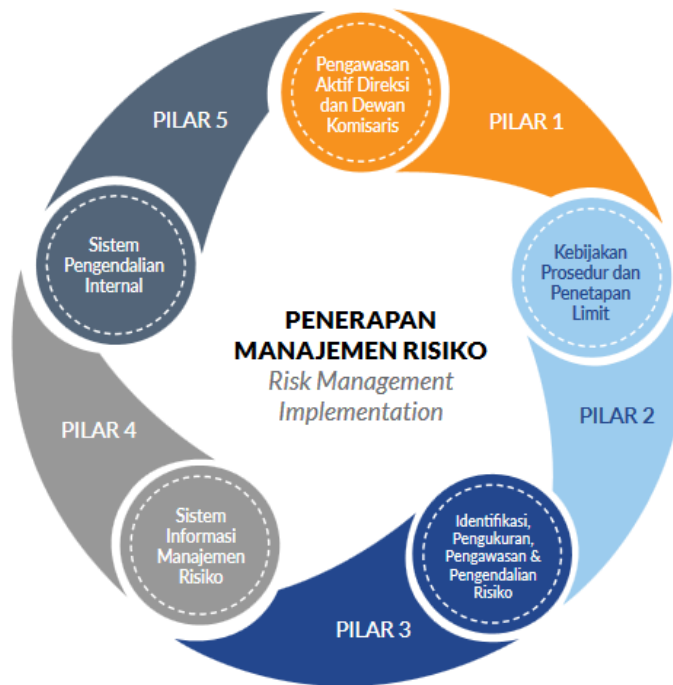 Pengawasan
Aktif Direksi
dan Dewan
Komisaris
PILAR 1
Kebijakan
Prosedur dan
Penetapan
Limit
PILAR 2
Identifikasi,
Pengukuran,
Pengawasan &
Pengendalian
Risiko
PILAR 3
Sistem
Informasi
Manajemen
Risiko
PILAR 4
Sistem
Pengendalian
Internal
PILAR 5
PENERAPAN
MANAJEMEN RISIKO
Risk Management
Implementation